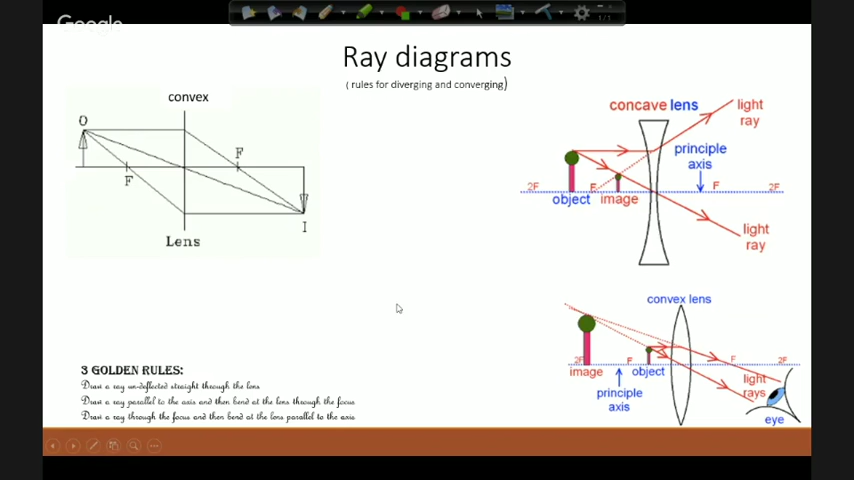 Google
1/1
Ray diagrams
( rules for diverging and converging)
convex
O
F
F
I
Lens
concave lens
light
ray
principle
axis
2F
F
F
2F
object
image
light
ray
convex lens
2F
F
F
2F
image
object
principle
axis
light
rays
eye
3 GOLDEN RULES:
Draw a ray un-deflected straight through the lens
Draw a ray parallel to the axis and then bend at the lens through the focus
Draw a ray through the focus and then bend at the lens parallel to the axis